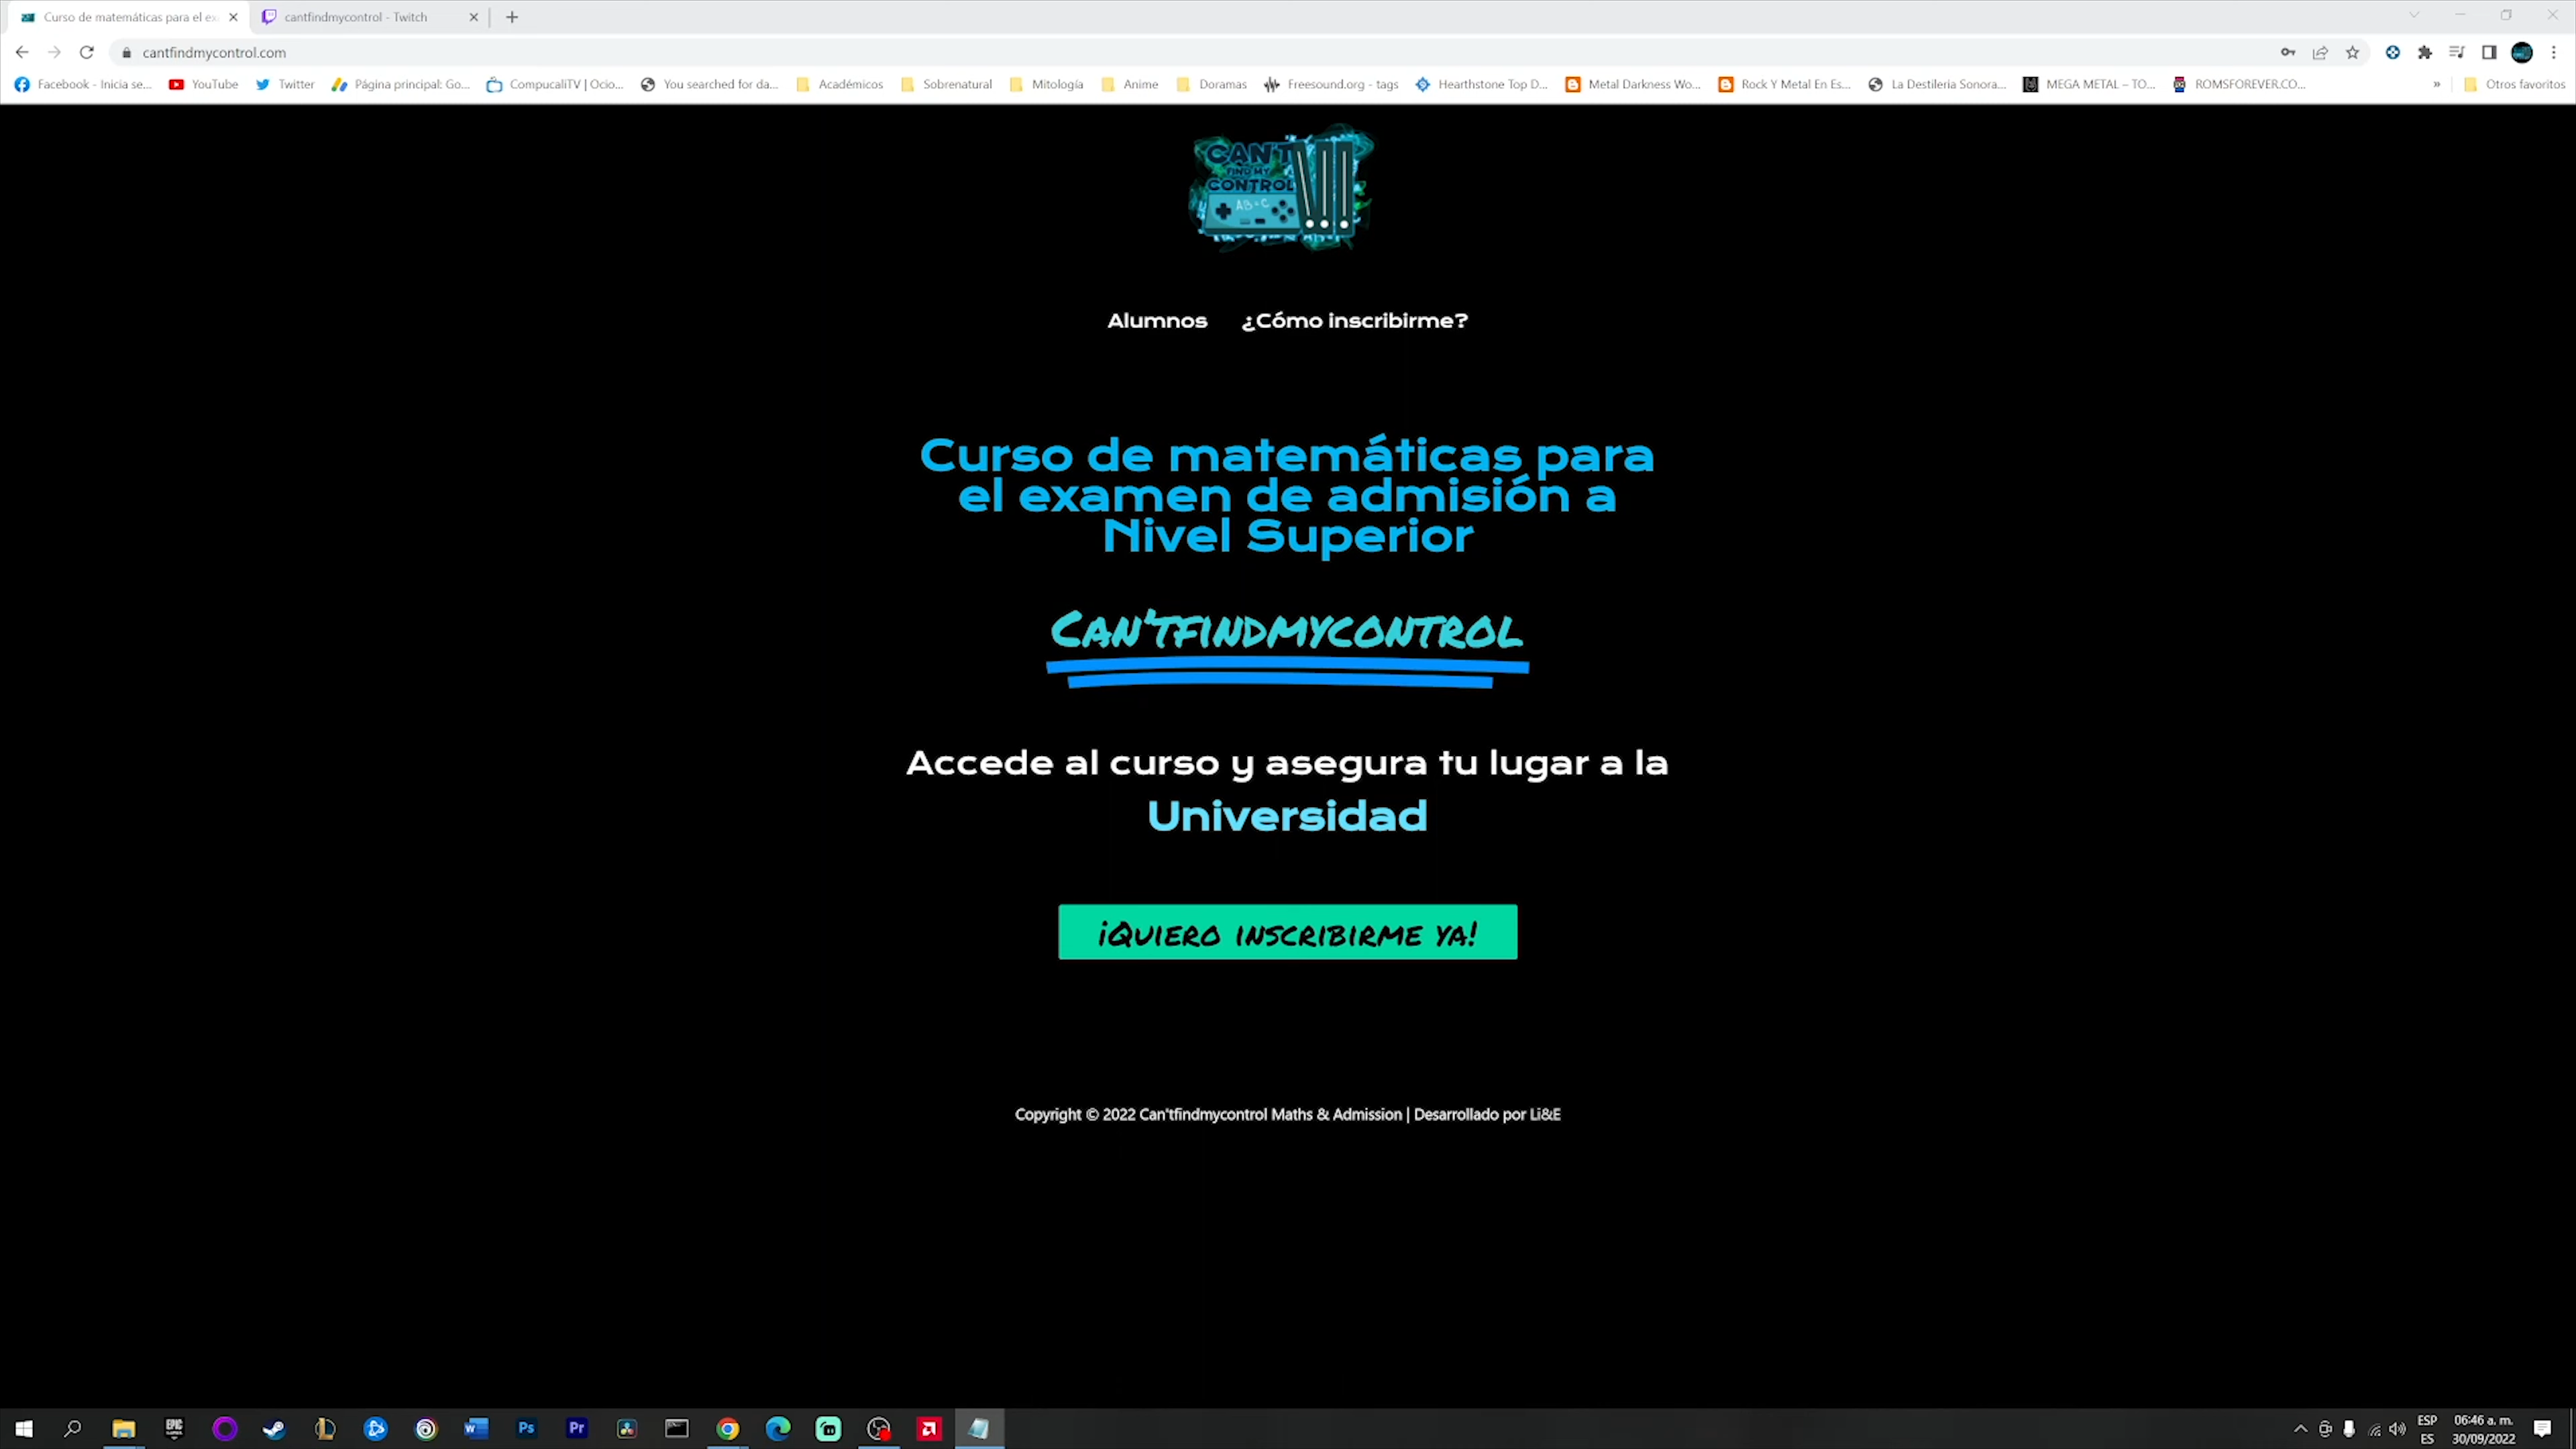 Curso de matemáticas para el ex
cantfindmycontrol - Twitch
cantfindmycontrol.com
Facebook - Inicia se...
YouTube
Twitter
Página principal: Go...
CompucaliTV | Ocio...
You searched for da...
Académicos
Sobrenatural
Mitología
Anime
Doramas
Freesound.org - tags
Hearthstone Top D...
Metal Darkness Wo...
Rock Y Metal En Es...
La Destileria Sonora...
MEGA METAL – TO...
ROMSFOREVER.CO...
»
Otros favoritos
CAN'T
FIND MY
CONTROL
AB=C
Alumnos
¿Cómo inscribirme?
Curso de matemáticas para
el examen de admisión a
Nivel Superior
Can'tfindmycontrol
Accede al curso y asegura tu lugar a la
Universidad
¡Quiero inscribirme ya!
Copyright © 2022 Can'tfindmycontrol Maths & Admission | Desarrollado por Li&E
EPIC
Ps
Pr
ESP
ES
06:46 a. m.
30/09/2022